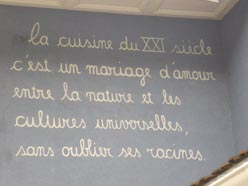 la cuisine du XXI siècle
c'est un mariage d'amour
entre la nature et les
cultures universelles,
sans oublier ses racines.